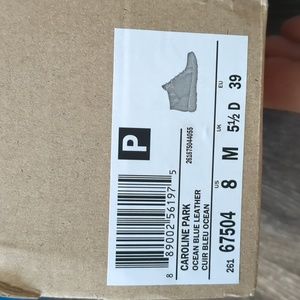 P
261675044055
8 89002 56197 5
CAROLINE PARK
OCEAN BLUE LEATHER
CUIR BLEU OCEAN
261 67504
US 8
M
UK 5½ D
EU 39